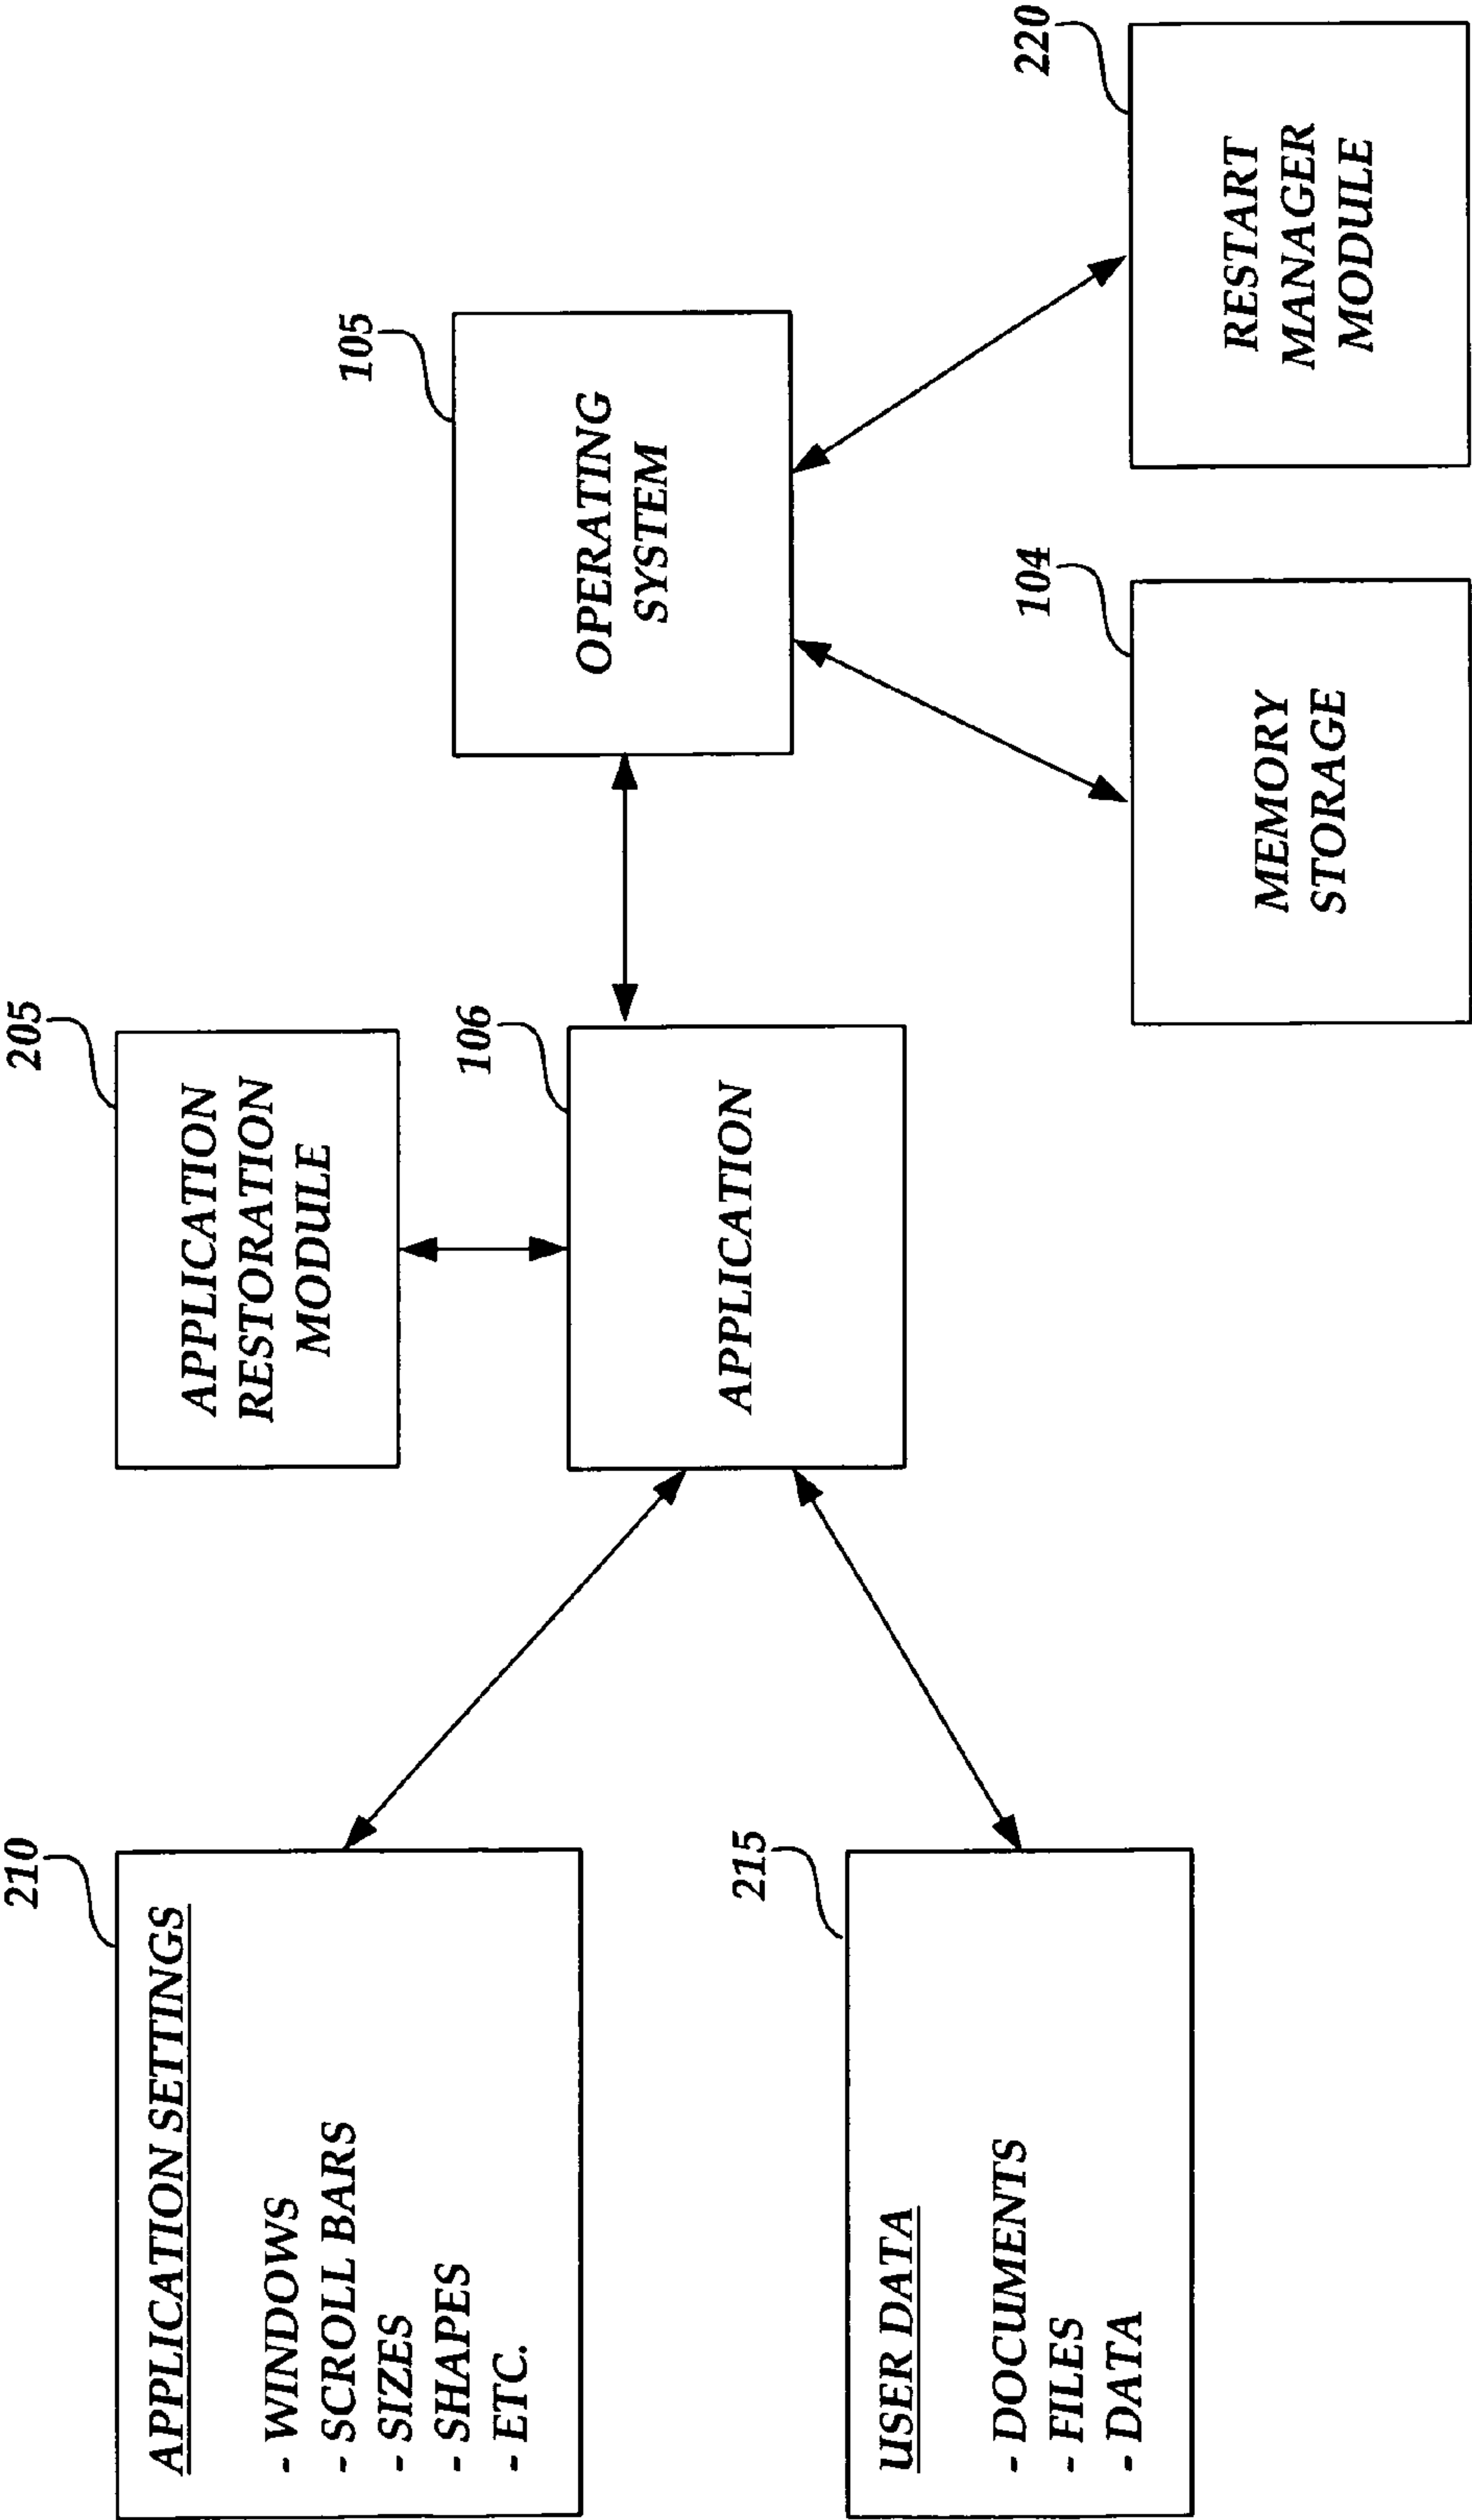 210
APPLICATION SETTINGS
- WINDOWS
- SCROLL BARS
- SIZES
- SHAPES
- ETC.
215
USER DATA
- DOCUMENTS
- FILES
- DATA
205
APPLICATION
RESTORATION
MODULE
106
APPLICATION
105
OPERATING
SYSTEM
104
MEMORY
STORAGE
220
RESTART
MANAGER
MODULE